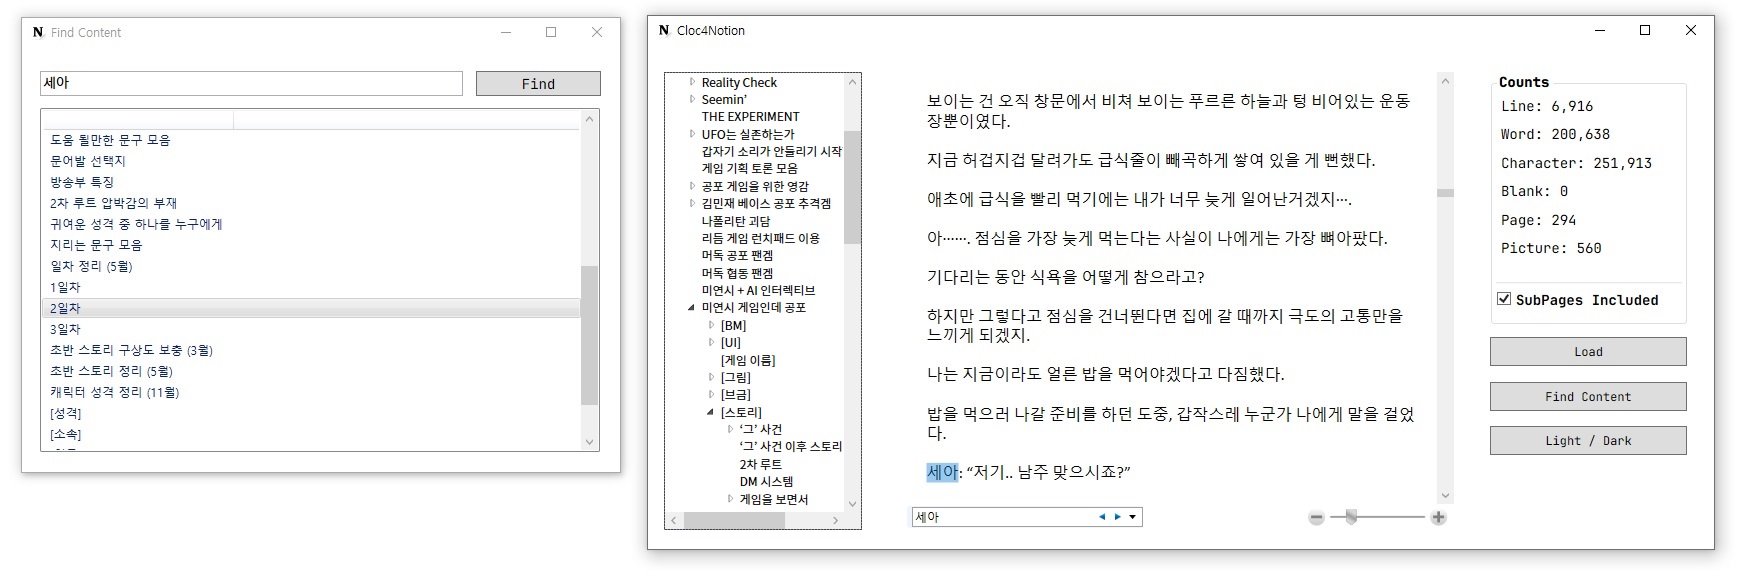 Find Content
세아
Find
도움 될만한 문구 모음
문어발 선택지
방송부 특징
2차 루트 압박감의 부재
귀여운 성격 중 하나를 누구에게
지리는 문구 모음
일차 정리 (5월)
1일차
2일차
3일차
초반 스토리 구상도 보충 (3월)
초반 스토리 정리 (5월)
캐릭터 성격 정리 (11월)
[성격]
[소속]
Cloc4Notion
Reality Check
Seemin’
THE EXPERIMENT
UFO는 실존하는가
갑자기 소리가 안들리기 시작
게임 기획 토론 모음
공포 게임을 위한 영감
김민재 베이스 공포 추격겜
나폴리탄 괴담
리듬 게임 런치패드 이용
머독 공포 팬겜
머독 협동 팬겜
미연시 + AI 인터렉티브
미연시 게임인데 공포
[BM]
[UI]
[게임 이름]
[그림]
[브금]
[스토리]
‘그’ 사건
‘그’ 사건 이후 스토리
2차 루트
DM 시스템
게임을 보면서
보이는 건 오직 창문에서 비쳐 보이는 푸르른 하늘과 텅 비어있는 운동
장뿐이였다.
지금 허겁지겁 달려가도 급식줄이 빼곡하게 쌓여 있을 게 뻔했다.
애초에 급식을 빨리 먹기에는 내가 너무 늦게 일어난거겠지….
아……. 점심을 가장 늦게 먹는다는 사실이 나에게는 가장 뼈아팠다.
기다리는 동안 식욕을 어떻게 참으라고?
하지만 그렇다고 점심을 건너뛴다면 집에 갈 때까지 극도의 고통만을
느끼게 되겠지.
나는 지금이라도 얼른 밥을 먹어야겠다고 다짐했다.
밥을 먹으러 나갈 준비를 하던 도중, 갑작스레 누군가 나에게 말을 걸었
다.
세아: “저기.. 남주 맞으시죠?”
세아
Counts
Line: 6,916
Word: 200,638
Character: 251,913
Blank: 0
Page: 294
Picture: 560
SubPages Included
Load
Find Content
Light / Dark